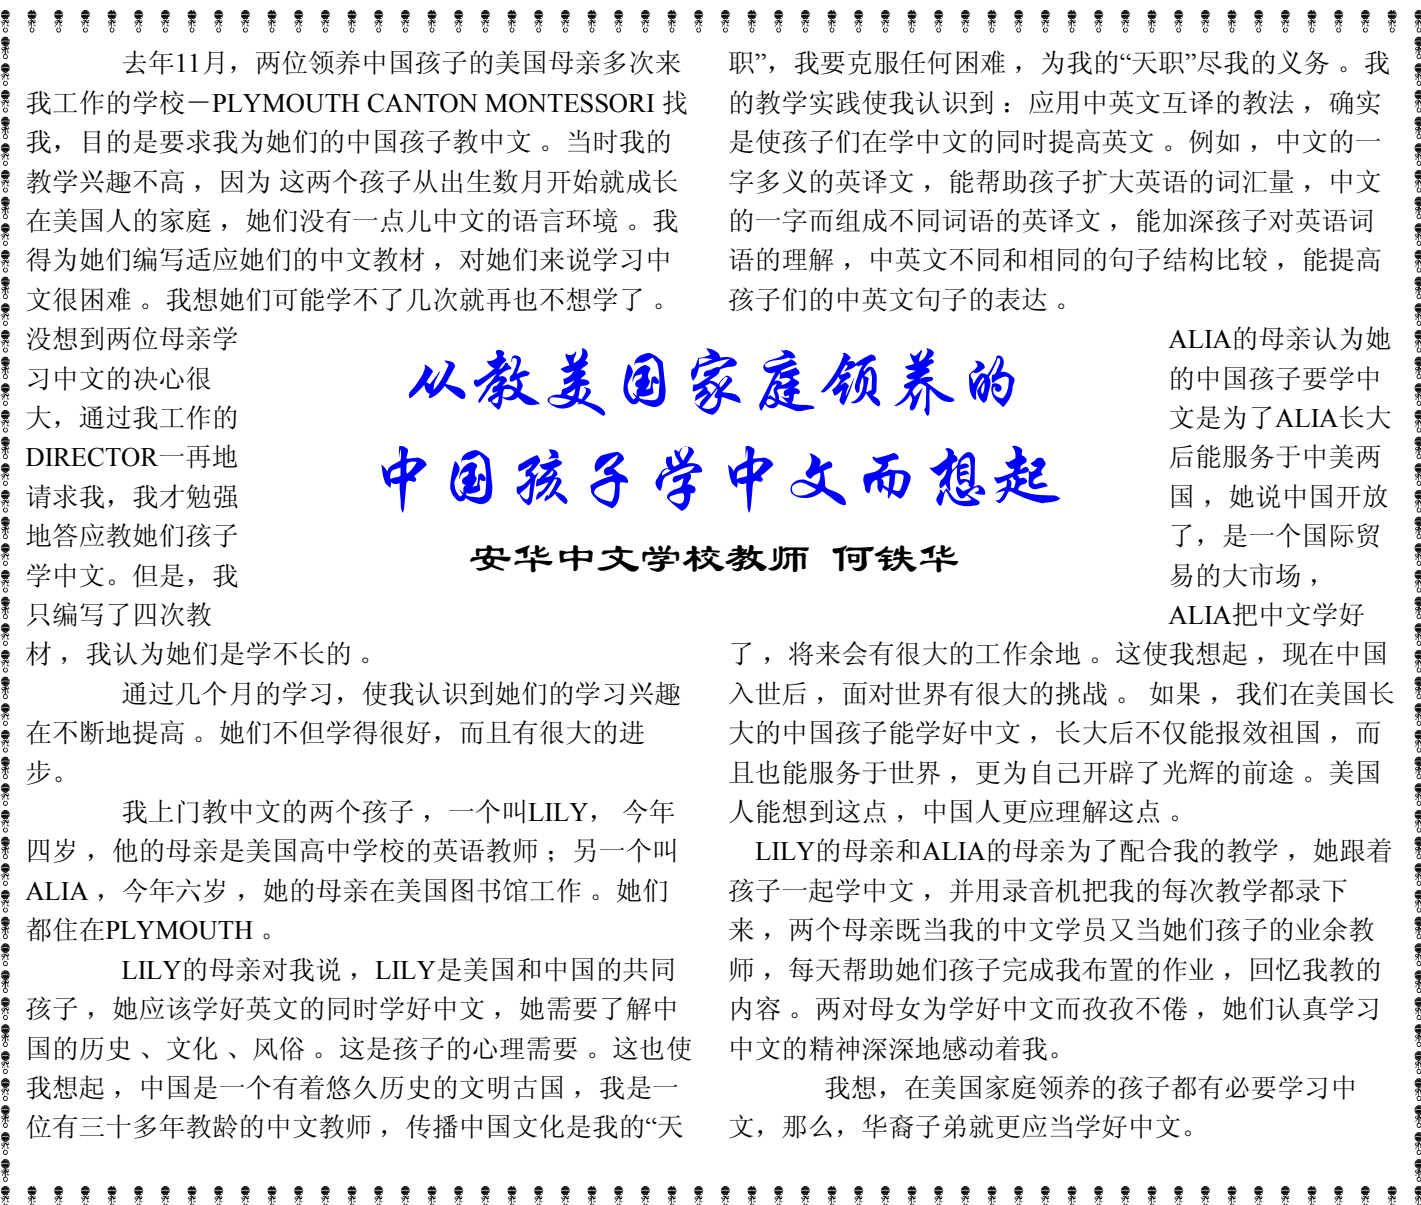 从教美国家庭领养的
中国孩子学中文而想起
安华中文学校教师 何铁华
去年11月，两位领养中国孩子的美国母亲多次来
我工作的学校－PLYMOUTH CANTON MONTESSORI 找
我，目的是要求我为她们的中国孩子教中文 。当时我的
教学兴趣不高 ，因为 这两个孩子从出生数月开始就成长
在美国人的家庭 ，她们没有一点儿中文的语言环境 。我
得为她们编写适应她们的中文教材 ，对她们来说学习中
文很困难 。我想她们可能学不了几次就再也不想学了 。
没想到两位母亲学
习中文的决心很
大，通过我工作的
DIRECTOR一再地
请求我，我才勉强
地答应教她们孩子
学中文。但是，我
只编写了四次教
材 ，我认为她们是学不长的 。
通过几个月的学习，使我认识到她们的学习兴趣
在不断地提高 。她们不但学得很好，而且有很大的进
步。
我上门教中文的两个孩子 ，一个叫LILY， 今年
四岁 ，他的母亲是美国高中学校的英语教师 ；另一个叫
ALIA ，今年六岁 ，她的母亲在美国图书馆工作 。她们
都住在PLYMOUTH 。
LILY的母亲对我说 ，LILY是美国和中国的共同
孩子 ，她应该学好英文的同时学好中文 ，她需要了解中
国的历史 、文化 、风俗 。这是孩子的心理需要 。这也使
我想起 ，中国是一个有着悠久历史的文明古国 ，我是一
位有三十多年教龄的中文教师 ，传播中国文化是我的“天
职”，我要克服任何困难 ，为我的“天职”尽我的义务 。我
的教学实践使我认识到 ：应用中英文互译的教法 ，确实
是使孩子们在学中文的同时提高英文 。例如 ，中文的一
字多义的英译文 ，能帮助孩子扩大英语的词汇量 ，中文
的一字而组成不同词语的英译文 ，能加深孩子对英语词
语的理解 ，中英文不同和相同的句子结构比较 ，能提高
孩子们的中英文句子的表达 。
ALIA的母亲认为她
的中国孩子要学中
文是为了ALIA长大
后能服务于中美两
国 ，她说中国开放
了，是一个国际贸
易的大市场 ，
ALIA把中文学好
了 ，将来会有很大的工作余地 。这使我想起 ，现在中国
入世后 ，面对世界有很大的挑战 。 如果 ，我们在美国长
大的中国孩子能学好中文 ，长大后不仅能报效祖国 ，而
且也能服务于世界 ，更为自己开辟了光辉的前途 。美国
人能想到这点 ，中国人更应理解这点 。
LILY的母亲和ALIA的母亲为了配合我的教学 ，她跟着
孩子一起学中文 ，并用录音机把我的每次教学都录下
来 ，两个母亲既当我的中文学员又当她们孩子的业余教
师 ，每天帮助她们孩子完成我布置的作业 ，回忆我教的
内容 。两对母女为学好中文而孜孜不倦 ，她们认真学习
中文的精神深深地感动着我。
我想，在美国家庭领养的孩子都有必要学习中
文，那么，华裔子弟就更应当学好中文。